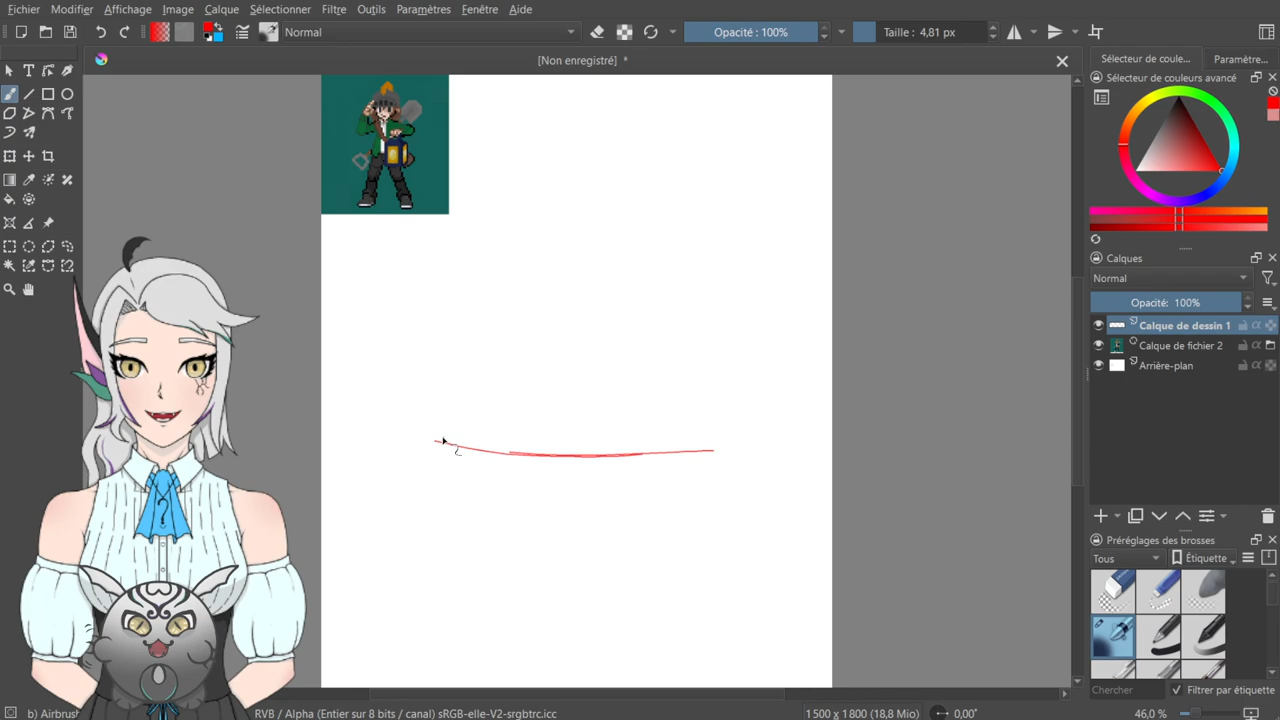 Fichier Modifier Affichage Image Calque Sélectionner Filtre Outils Paramètres Fenêtres Aide
Normal Opacité : 100% Taille : 4,81 px
[Non enregistré] *
Sélecteur de coule... Paramètre...
Sélecteur de couleurs avancé
Calques
Normal
Opacité: 100%
Calque de dessin 1
Calque de fichier 2
Arrière-plan
Préréglages des brosses
Tous Étiquette
Chercher Filtrer par étiquette
b) Airbrus RVB / Alpha (Entier sur 8 bits / canal) sRGB-elle-V2-srgbtrc.icc 1 500 x 1 800 (18,8 Mio) 0,00° 46,0 %